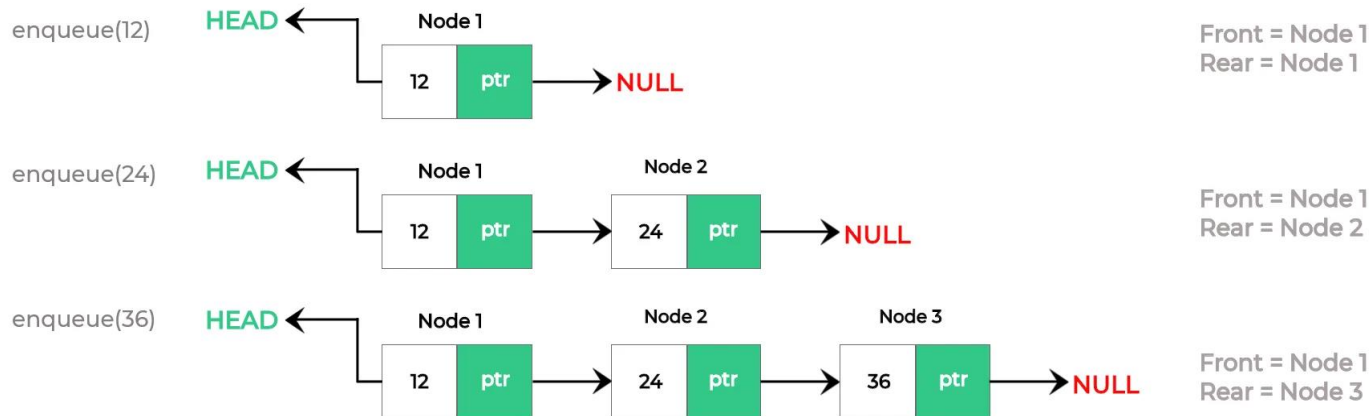 enqueue(12)
HEAD
Node 1
12
ptr
NULL
Front = Node 1
Rear = Node 1
enqueue(24)
HEAD
Node 1
Node 2
12
ptr
24
ptr
NULL
Front = Node 1
Rear = Node 2
enqueue(36)
HEAD
Node 1
Node 2
Node 3
12
ptr
24
ptr
36
ptr
NULL
Front = Node 1
Rear = Node 3